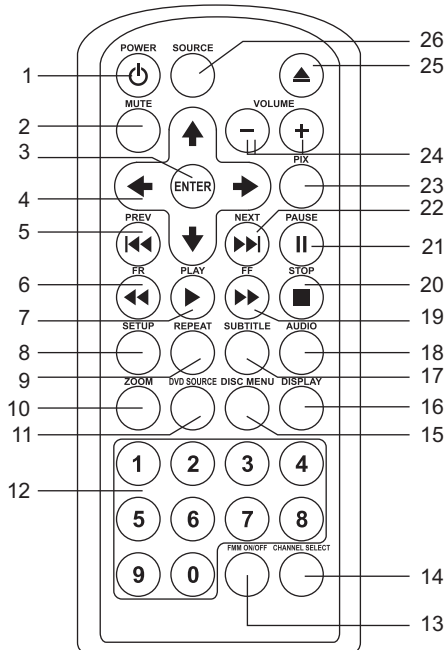 POWER SOURCE 26
1 25
MUTE VOLUME
2
3 − + 24
ENTER PIX
4 23
22
PREV NEXT PAUSE
5 21
FR PLAY FF STOP
6 20
7 19
SETUP REPEAT SUBTITLE AUDIO
8 18
9 17
ZOOM DVD SOURCE DISC MENU DISPLAY
10 16
11 15
1 2 3 4
12
5 6 7 8
FMM ON/OFF CHANNEL SELECT
9 0 14
13